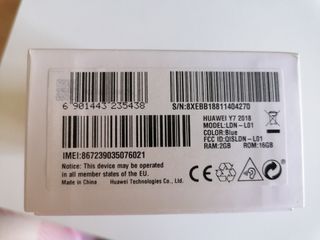 6 901443 235438
S/N:8XEBB18811404270
HUAWEI Y7 2018
MODEL:LDN-L01
COLOR:Blue
FCC ID:QISLDN-L01
RAM:2GB ROM:16GB
IMEI:867239035076021
Notice: This device may be operated
in all member states of the EU.
Made in China Huawei Technologies Co., Ltd.
CE